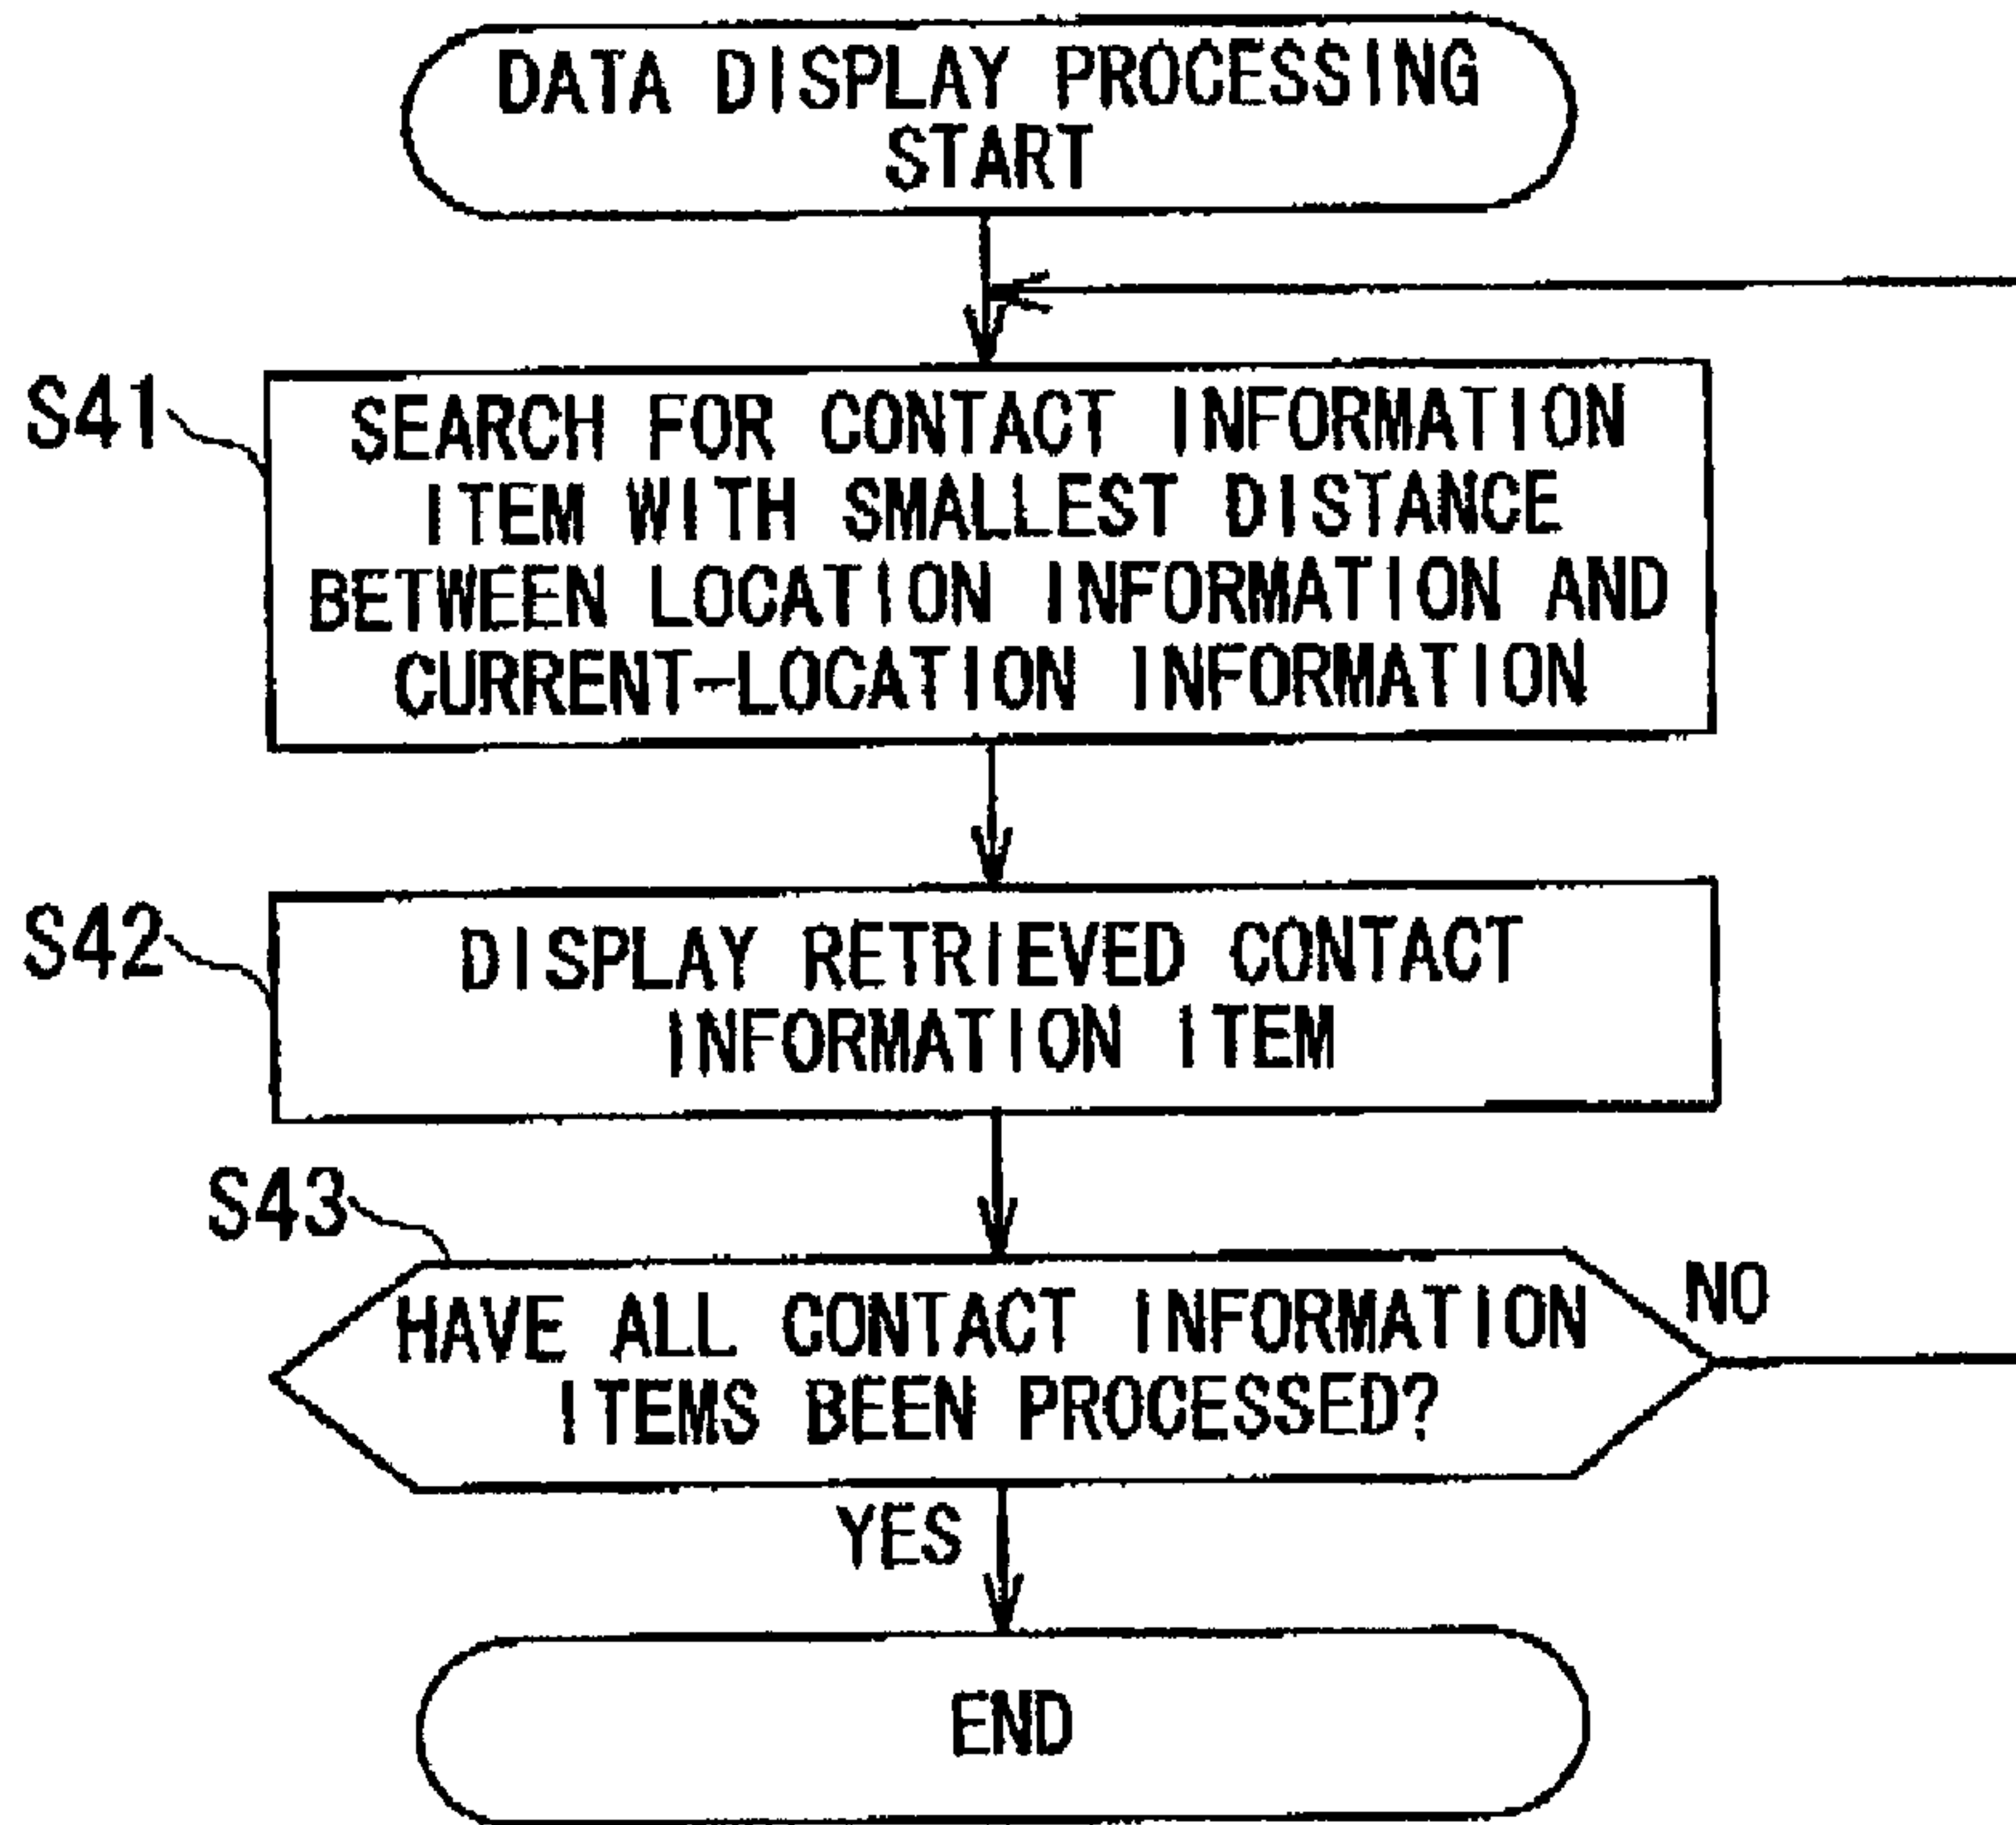 DATA DISPLAY PROCESSING
START
S41
SEARCH FOR CONTACT INFORMATION
ITEM WITH SMALLEST DISTANCE
BETWEEN LOCATION INFORMATION AND
CURRENT-LOCATION INFORMATION
S42
DISPLAY RETRIEVED CONTACT
INFORMATION ITEM
S43
HAVE ALL CONTACT INFORMATION
ITEMS BEEN PROCESSED?
NO
YES
END